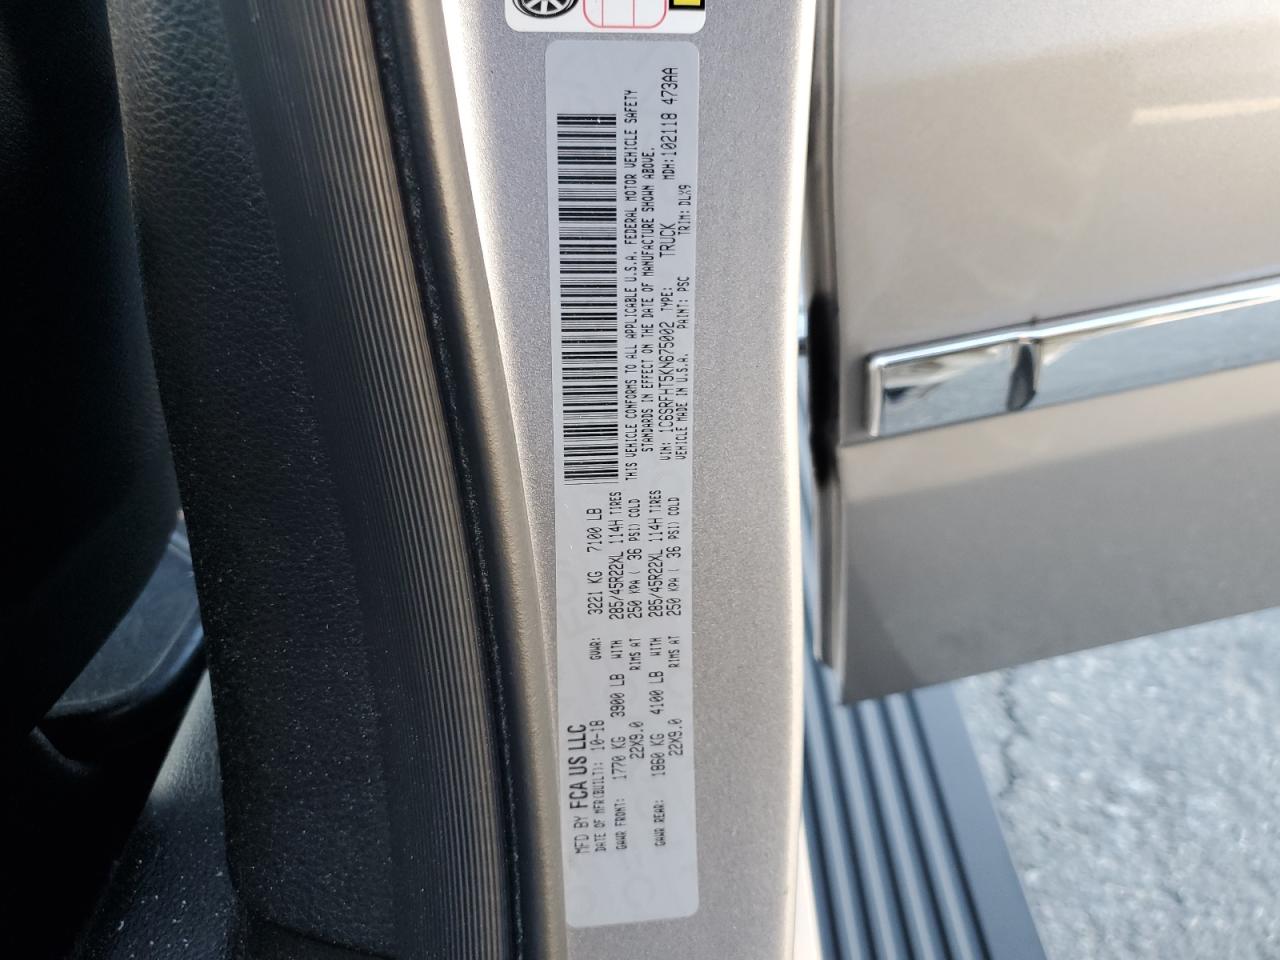 MFD BY FCA US LLC
DATE OF MFR(BUILT): 10-18 GVWR: 3221 KG 7100 LB
GAWR FRONT: 1770 KG 3900 LB WITH 285/45R22XL 114H TIRES
22X9.0 RIMS AT 250 KPA ( 36 PSI) COLD
GAWR REAR: 1860 KG 4100 LB WITH 285/45R22XL 114H TIRES
22X9.0 RIMS AT 250 KPA ( 36 PSI) COLD
THIS VEHICLE CONFORMS TO ALL APPLICABLE U.S.A. FEDERAL MOTOR VEHICLE SAFETY
STANDARDS IN EFFECT ON THE DATE OF MANUFACTURE SHOWN ABOVE.
VIN: 1C6SRFHT5KN675002 TYPE: TRUCK MDH:102118 473AA
VEHICLE MADE IN U.S.A. PAINT: PSC TRIM: DLX9